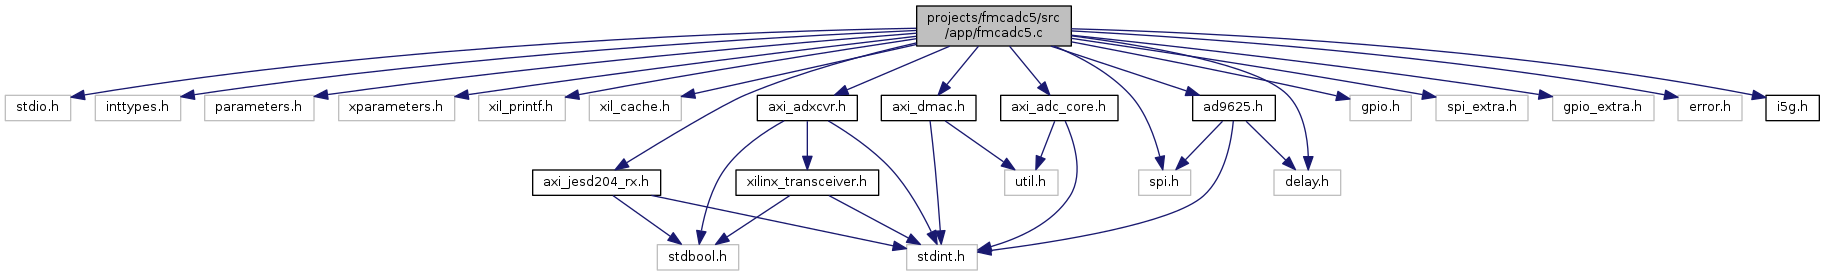 projects/fmcadc5/src
/app/fmcadc5.c
stdio.h
inttypes.h
parameters.h
xparameters.h
xil_printf.h
xil_cache.h
axi_adxcvr.h
axi_dmac.h
axi_adc_core.h
ad9625.h
gpio.h
spi_extra.h
gpio_extra.h
error.h
i5g.h
axi_jesd204_rx.h
xilinx_transceiver.h
util.h
spi.h
delay.h
stdbool.h
stdint.h